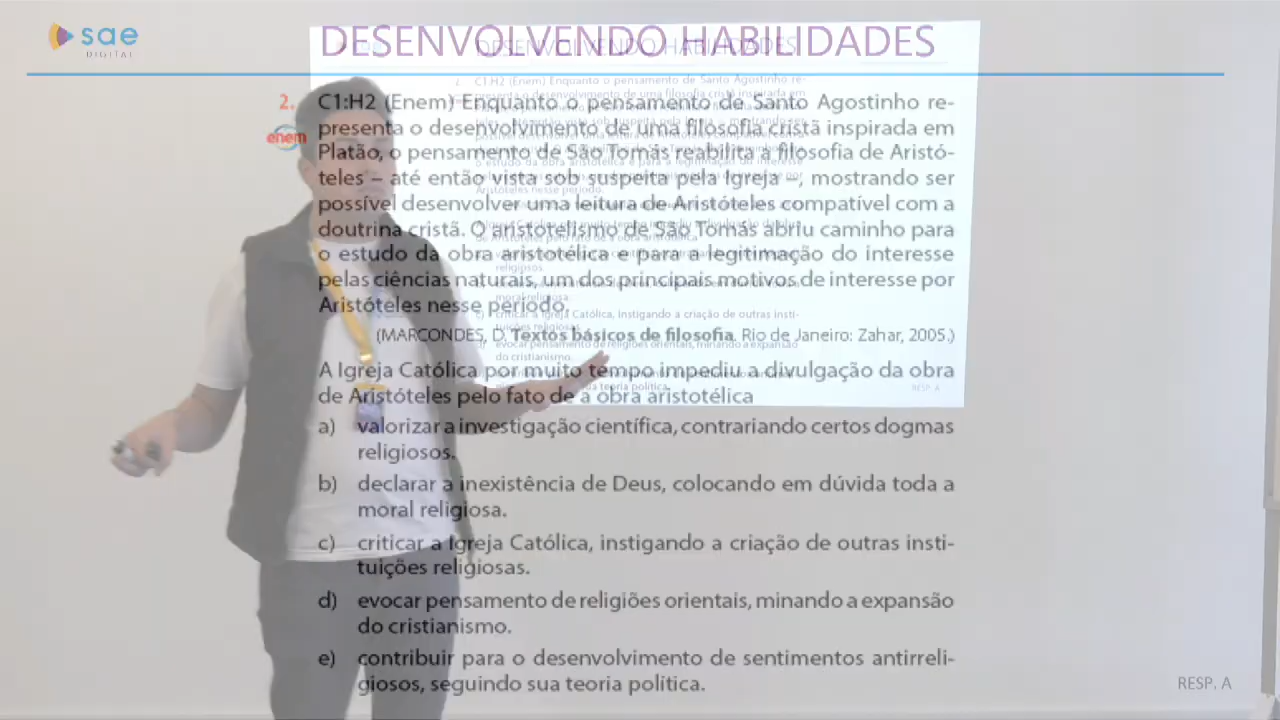 sae
DIGITAL
DESENVOLVENDO HABILIDADES
2. C1:H2 (Enem) Enquanto o pensamento de Santo Agostinho re-
enem
presenta o desenvolvimento de uma filosofia cristã inspirada em
Platão, o pensamento de São Tomás reabilita a filosofia de Aristó-
teles – até então vista sob suspeita pela Igreja –, mostrando ser
possível desenvolver uma leitura de Aristóteles compatível com a
doutrina cristã. O aristotelismo de São Tomás abriu caminho para
o estudo da obra aristotélica e para a legitimação do interesse
pelas ciências naturais, um dos principais motivos de interesse por
Aristóteles nesse período.
(MARCONDES, D. Textos básicos de filosofia. Rio de Janeiro: Zahar, 2005.)
A Igreja Católica por muito tempo impediu a divulgação da obra
de Aristóteles pelo fato de a obra aristotélica
a) valorizar a investigação científica, contrariando certos dogmas
religiosos.
b) declarar a inexistência de Deus, colocando em dúvida toda a
moral religiosa.
c) criticar a Igreja Católica, instigando a criação de outras insti-
tuições religiosas.
d) evocar pensamento de religiões orientais, minando a expansão
do cristianismo.
e) contribuir para o desenvolvimento de sentimentos antirreli-
giosos, seguindo sua teoria política.
RESP. A